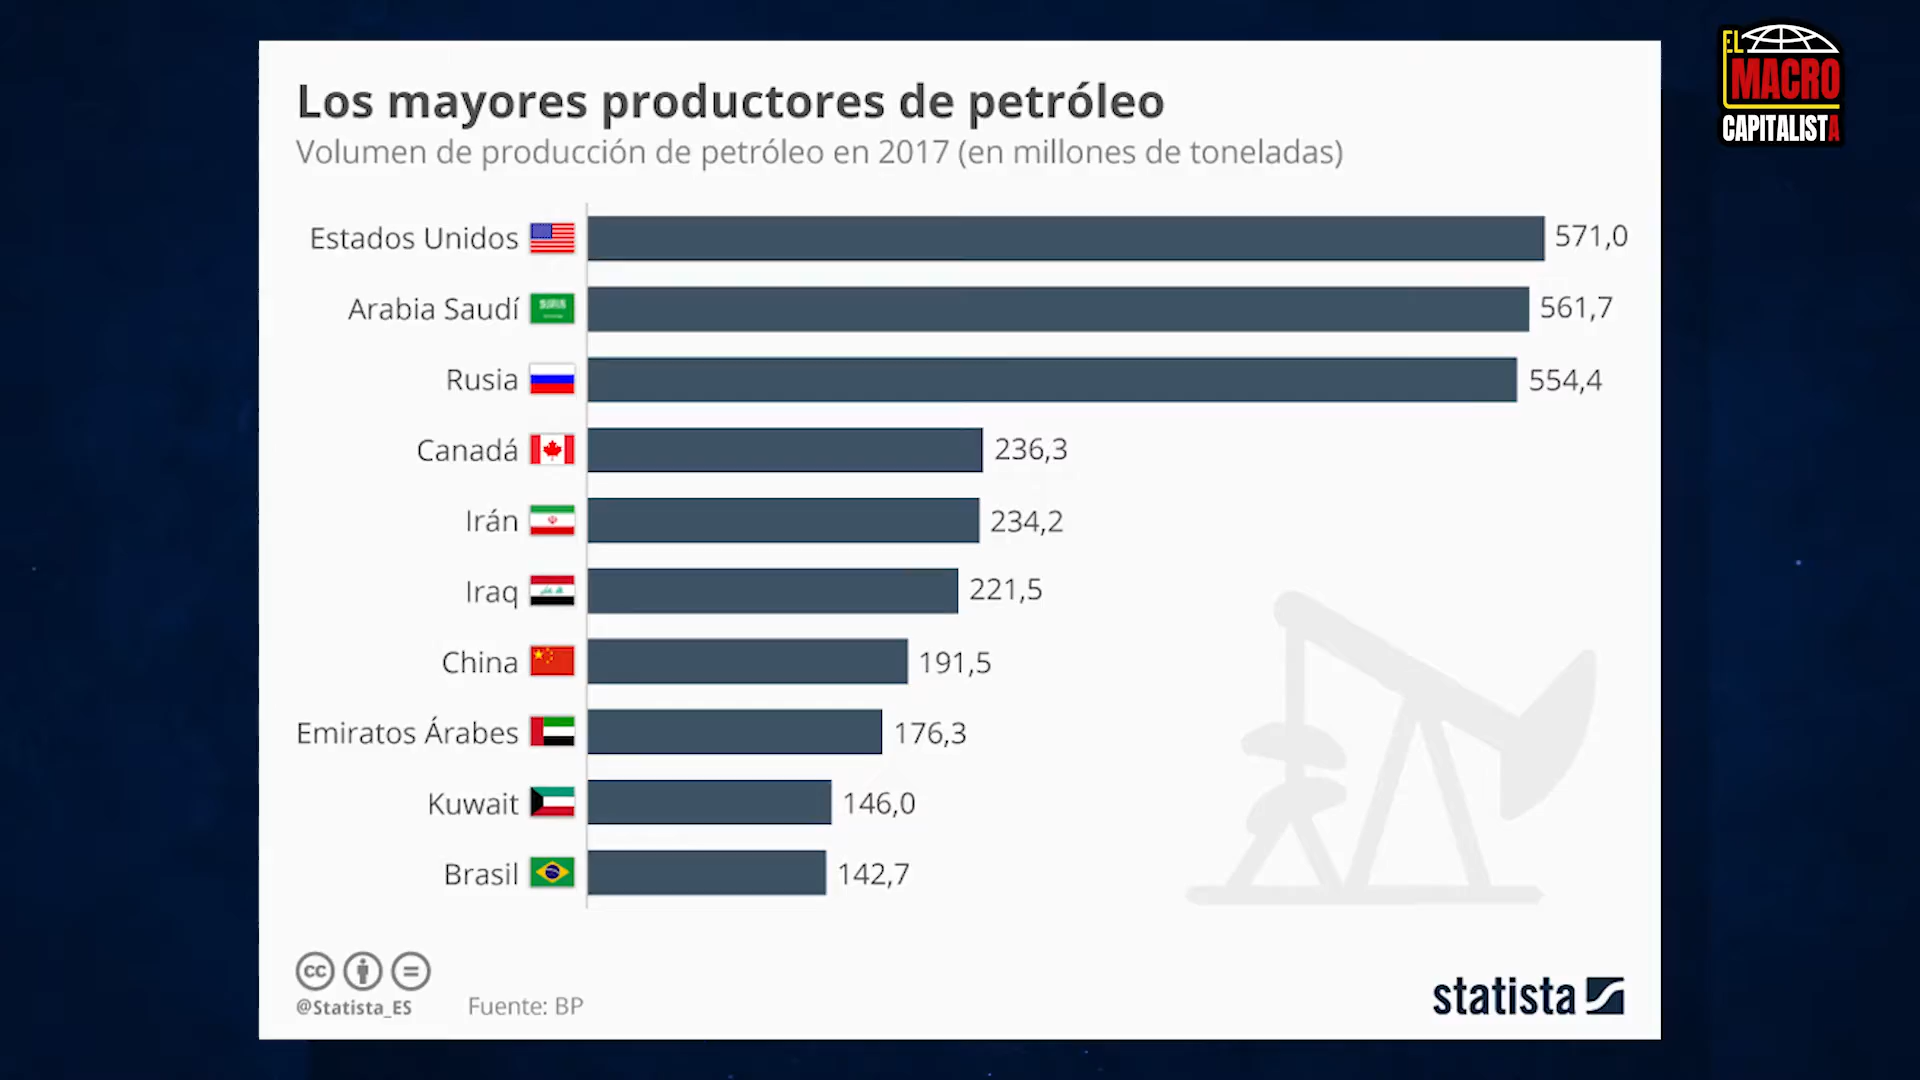 EL
MACRO
CAPITALISTA
Los mayores productores de petróleo
Volumen de producción de petróleo en 2017 (en millones de toneladas)
Estados Unidos 571,0
Arabia Saudí 561,7
Rusia 554,4
Canadá 236,3
Irán 234,2
Iraq 221,5
China 191,5
Emiratos Árabes 176,3
Kuwait 146,0
Brasil 142,7
cc
@Statista_ES Fuente: BP
statista